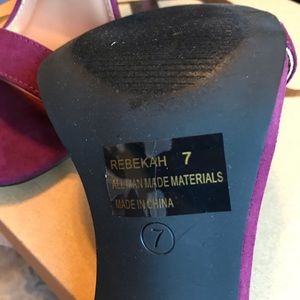 REBEKAH 7
ALL MAN MADE MATERIALS
MADE IN CHINA
7